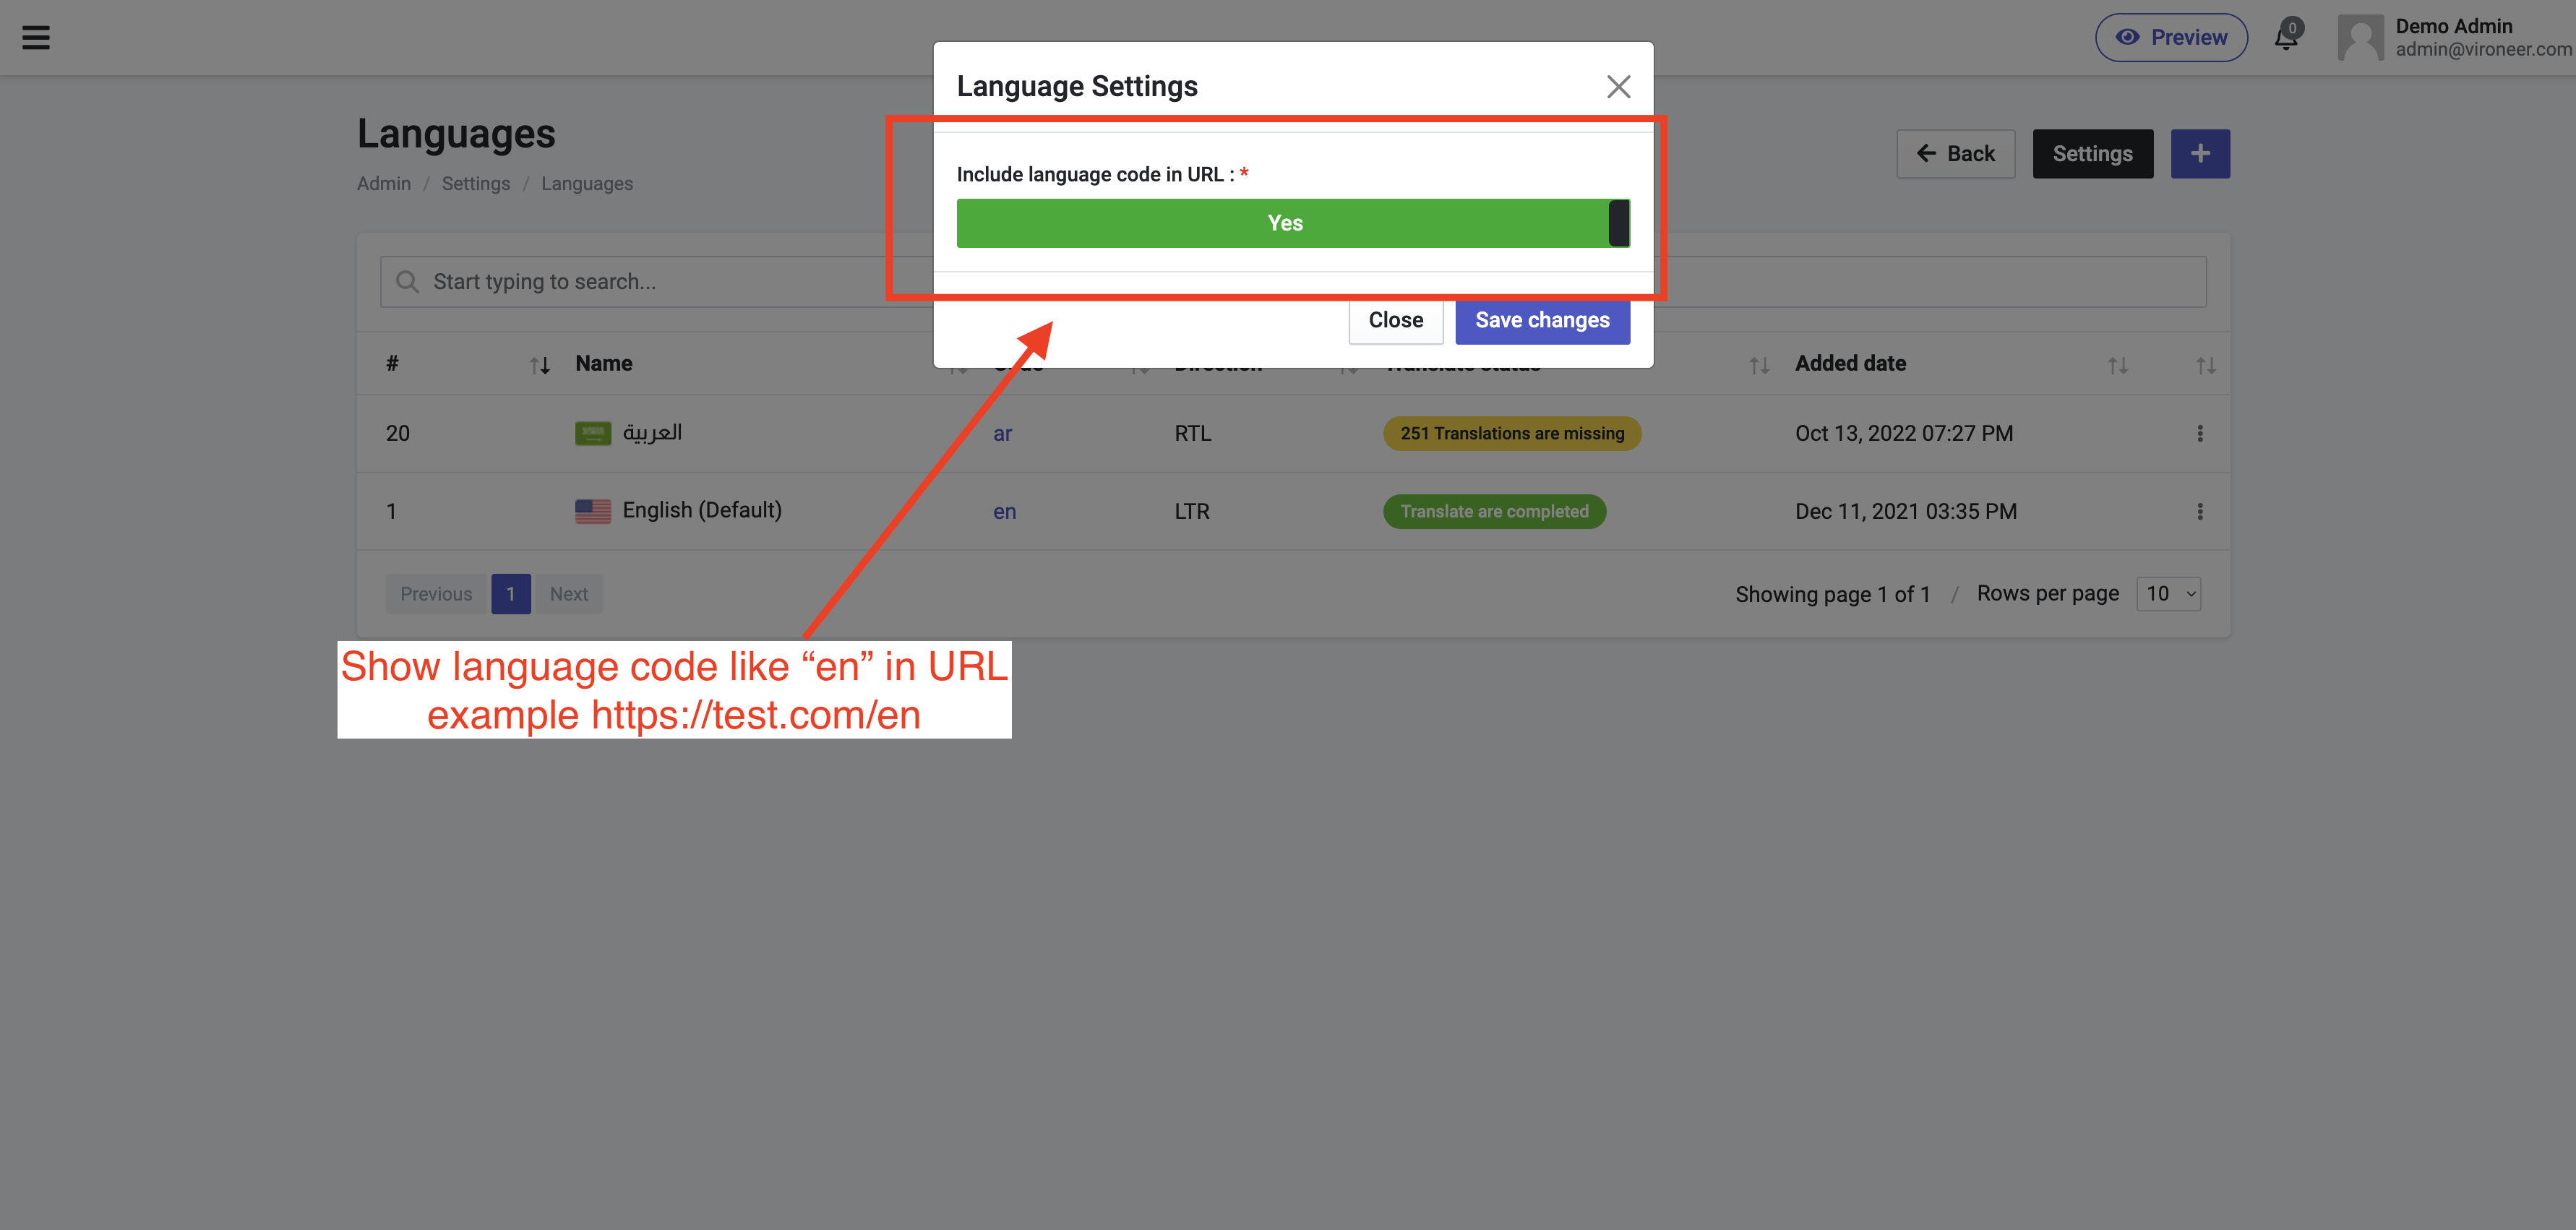 Preview
0
Demo Admin
admin@vironeer.com
Language Settings
Languages
Admin / Settings / Languages
Back
Settings
Include language code in URL : *
Yes
Start typing to search...
Close
Save changes
# Name Added date
20 العربية ar RTL 251 Translations are missing Oct 13, 2022 07:27 PM
1 English (Default) en LTR Translate are completed Dec 11, 2021 03:35 PM
Previous 1 Next
Showing page 1 of 1 / Rows per page 10
Show language code like “en” in URL
example https://test.com/en